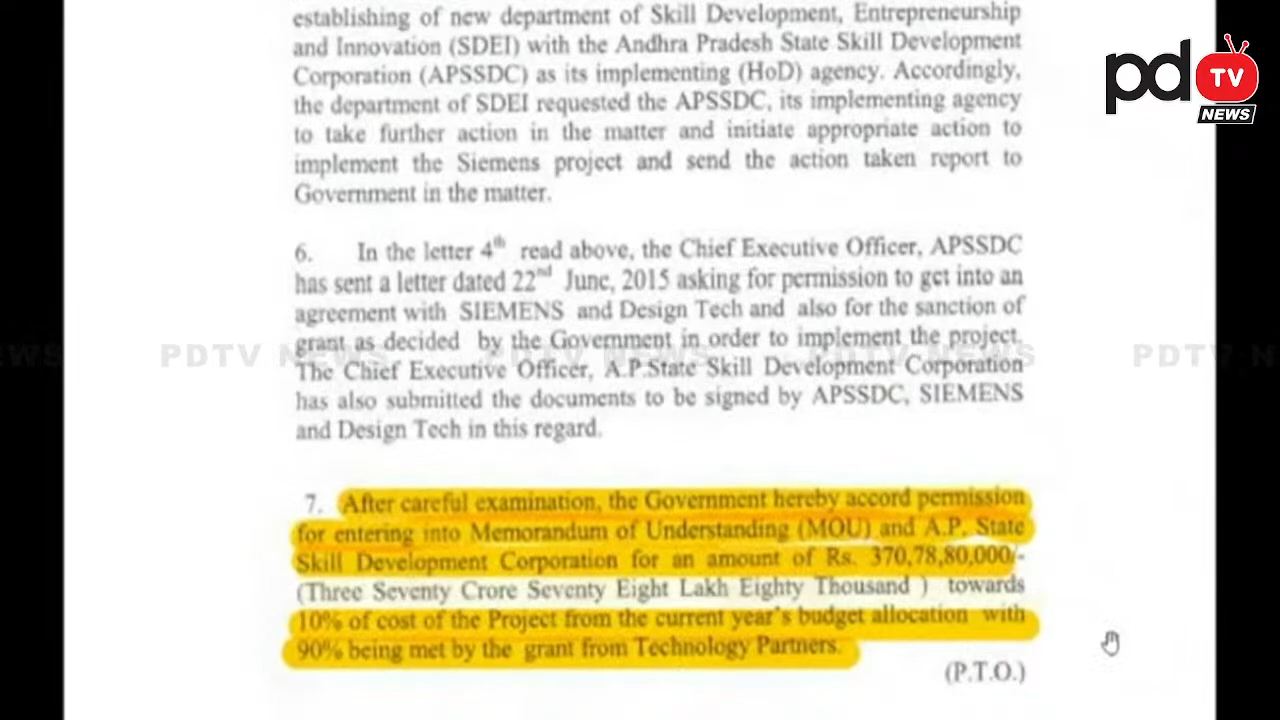 establishing of new department of Skill Development, Entrepreneurship
and Innovation (SDEI) with the Andhra Pradesh State Skill Development
Corporation (APSSDC) as its implementing (HoD) agency. Accordingly,
the department of SDEI requested the APSSDC, its implementing agency
to take further action in the matter and initiate appropriate action to
implement the Siemens project and send the action taken report to
Government in the matter.
6. In the letter 4th read above, the Chief Executive Officer, APSSDC
has sent a letter dated 22nd June, 2015 asking for permission to get into an
agreement with SIEMENS and Design Tech and also for the sanction of
grant as decided by the Government in order to implement the project.
The Chief Executive Officer, A.P.State Skill Development Corporation
has also submitted the documents to be signed by APSSDC, SIEMENS
and Design Tech in this regard.
7. After careful examination, the Government hereby accord permission
for entering into Memorandum of Understanding (MOU) and A.P. State
Skill Development Corporation for an amount of Rs. 370,78,80,000/-
(Three Seventy Crore Seventy Eight Lakh Eighty Thousand ) towards
10% of cost of the Project from the current year's budget allocation with
90% being met by the grant from Technology Partners.
(P.T.O.)
pd TV
NEWS
EWS PDTV NEWS PDTV NEWS PDTV NEWS PDTV N